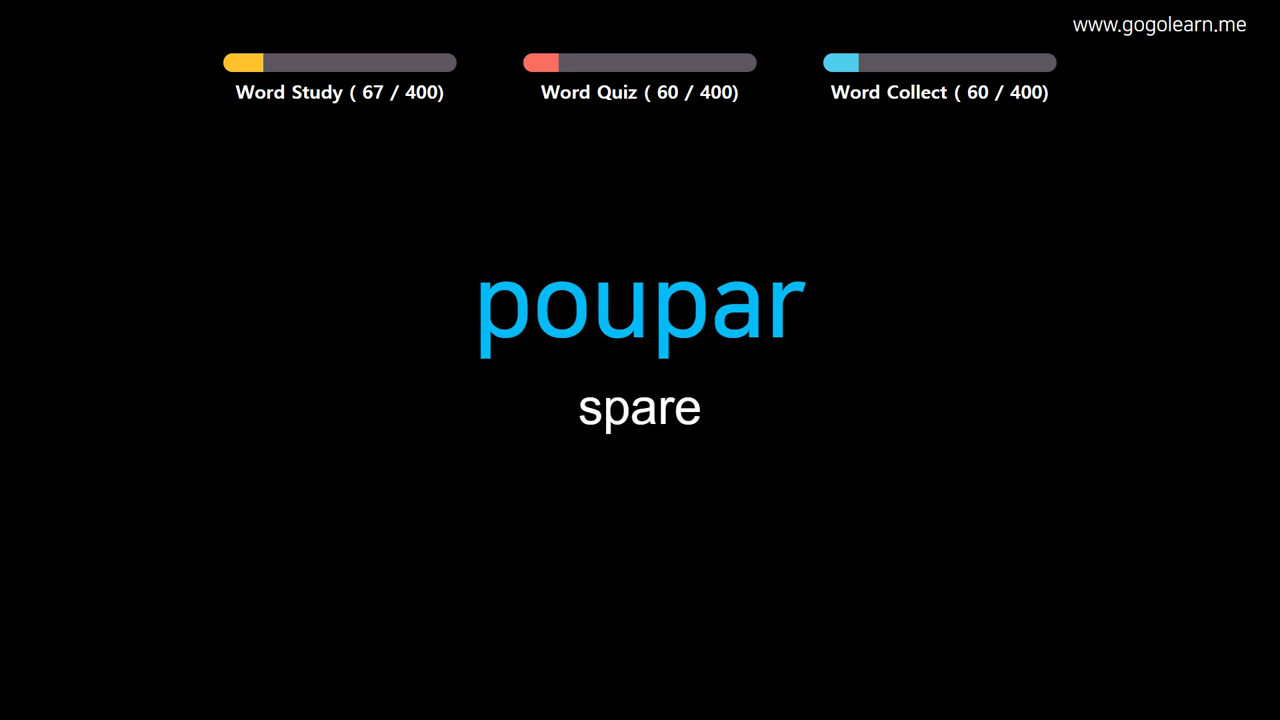 www.gogolearn.me
Word Study ( 67 / 400)
Word Quiz ( 60 / 400)
Word Collect ( 60 / 400)
poupar
spare